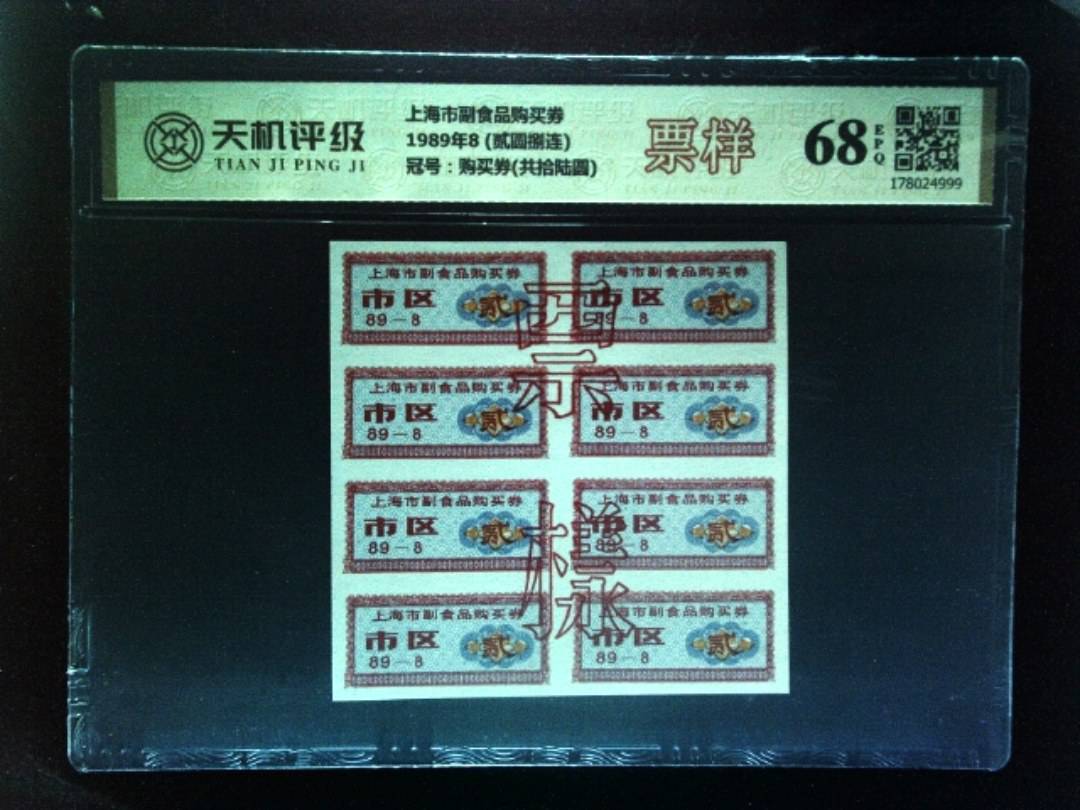 天机评级
TIAN JI PING JI
上海市副食品购买券
1989年8 (贰圆捌连)
冠号：购买券(共拾陆圆)
票样
68
EPQ
178024999
上海市副食品购买券
市区 贰
89－8
上海市副食品购买券
市区 贰
89－8
上海市副食品购买券
市区 贰
89－8
上海市副食品购买券
市区 贰
89－8
上海市副食品购买券
市区 贰
89－8
上海市副食品购买券
市区 贰
89－8
上海市副食品购买券
市区 贰
89－8
上海市副食品购买券
市区 贰
89－8
票樣